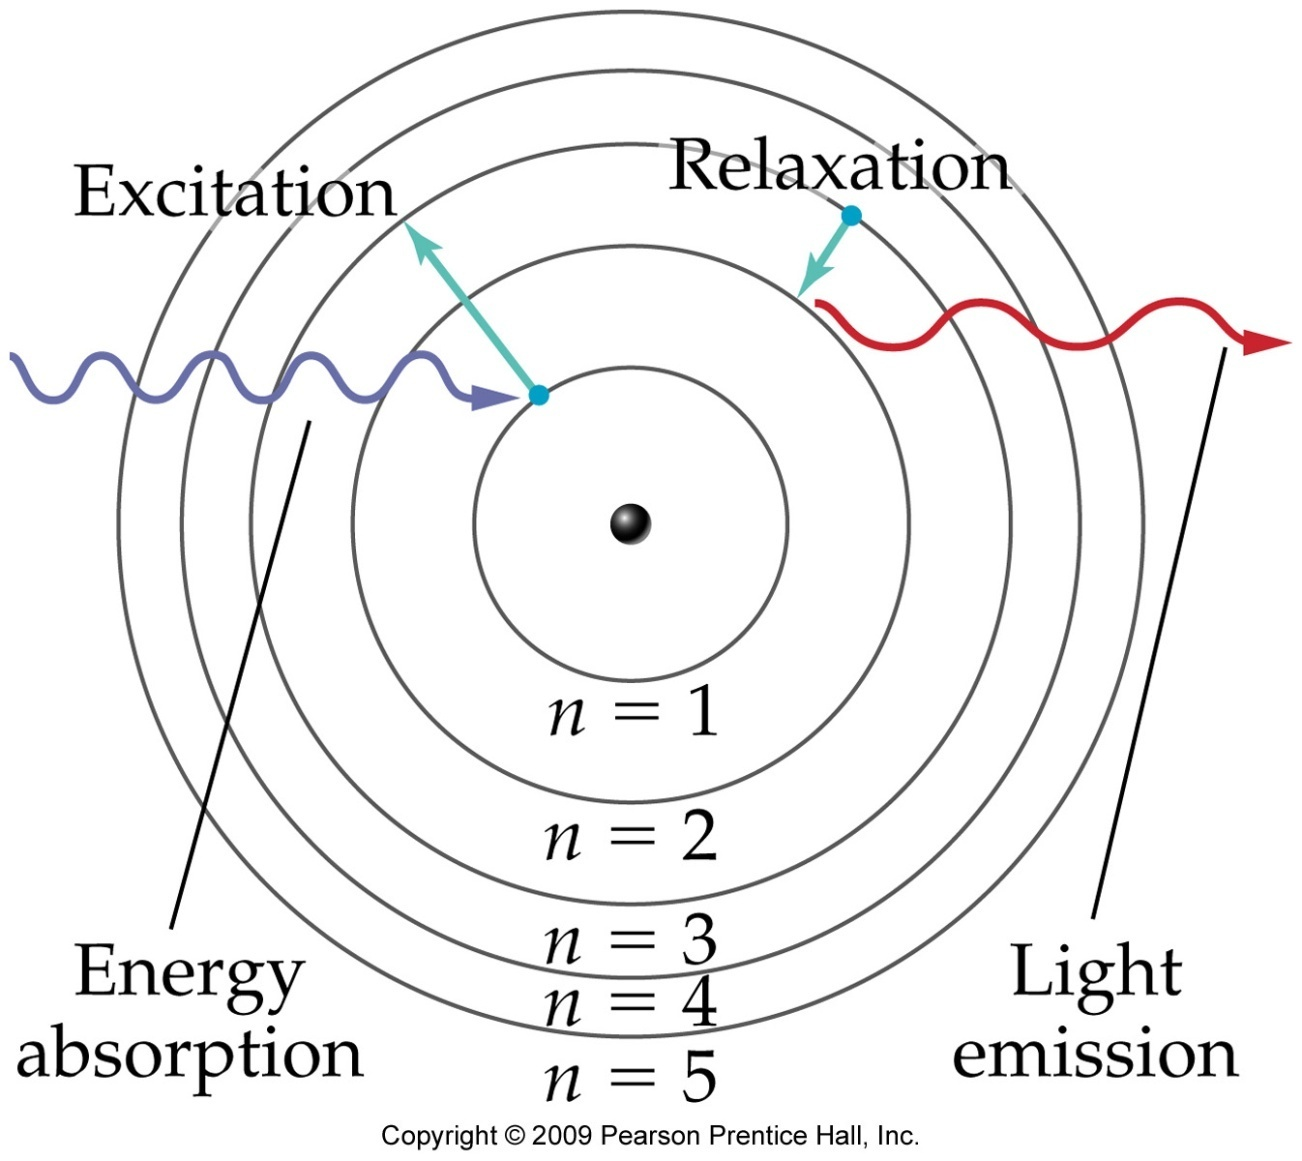 Excitation
Relaxation
n = 1
n = 2
n = 3
n = 4
n = 5
Energy
absorption
Light
emission
Copyright © 2009 Pearson Prentice Hall, Inc.